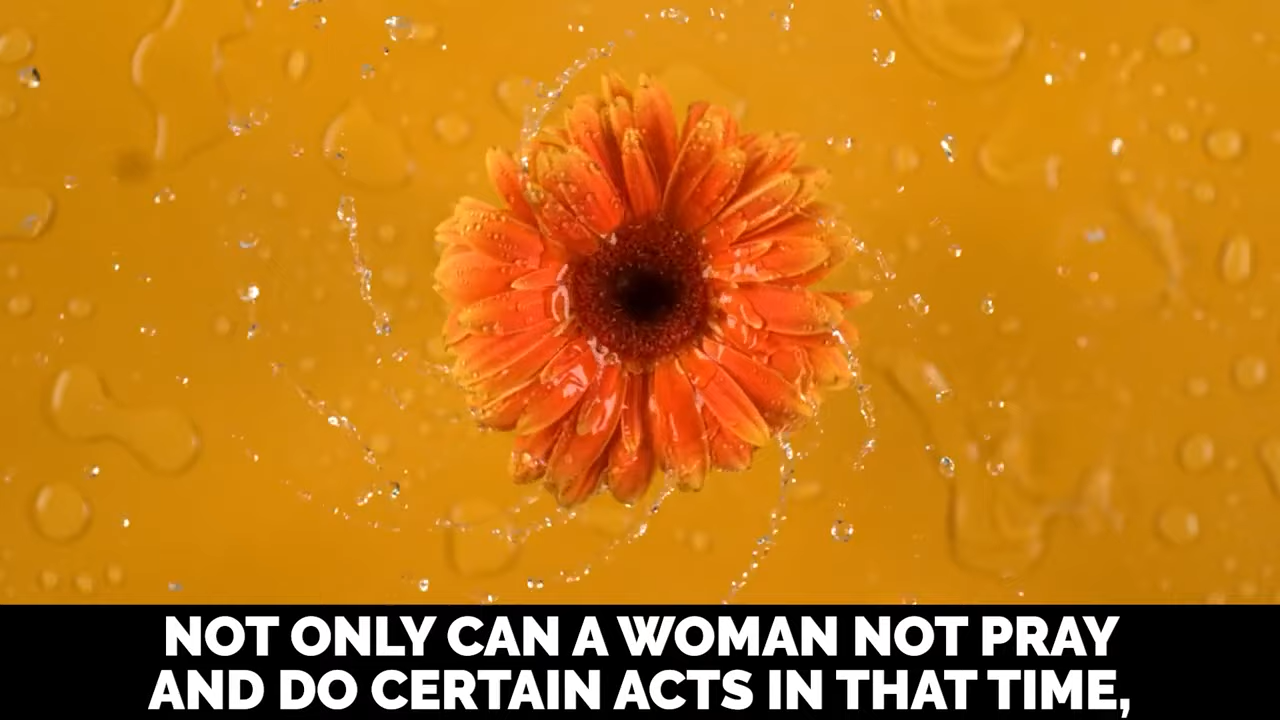 NOT ONLY CAN A WOMAN NOT PRAY
AND DO CERTAIN ACTS IN THAT TIME,